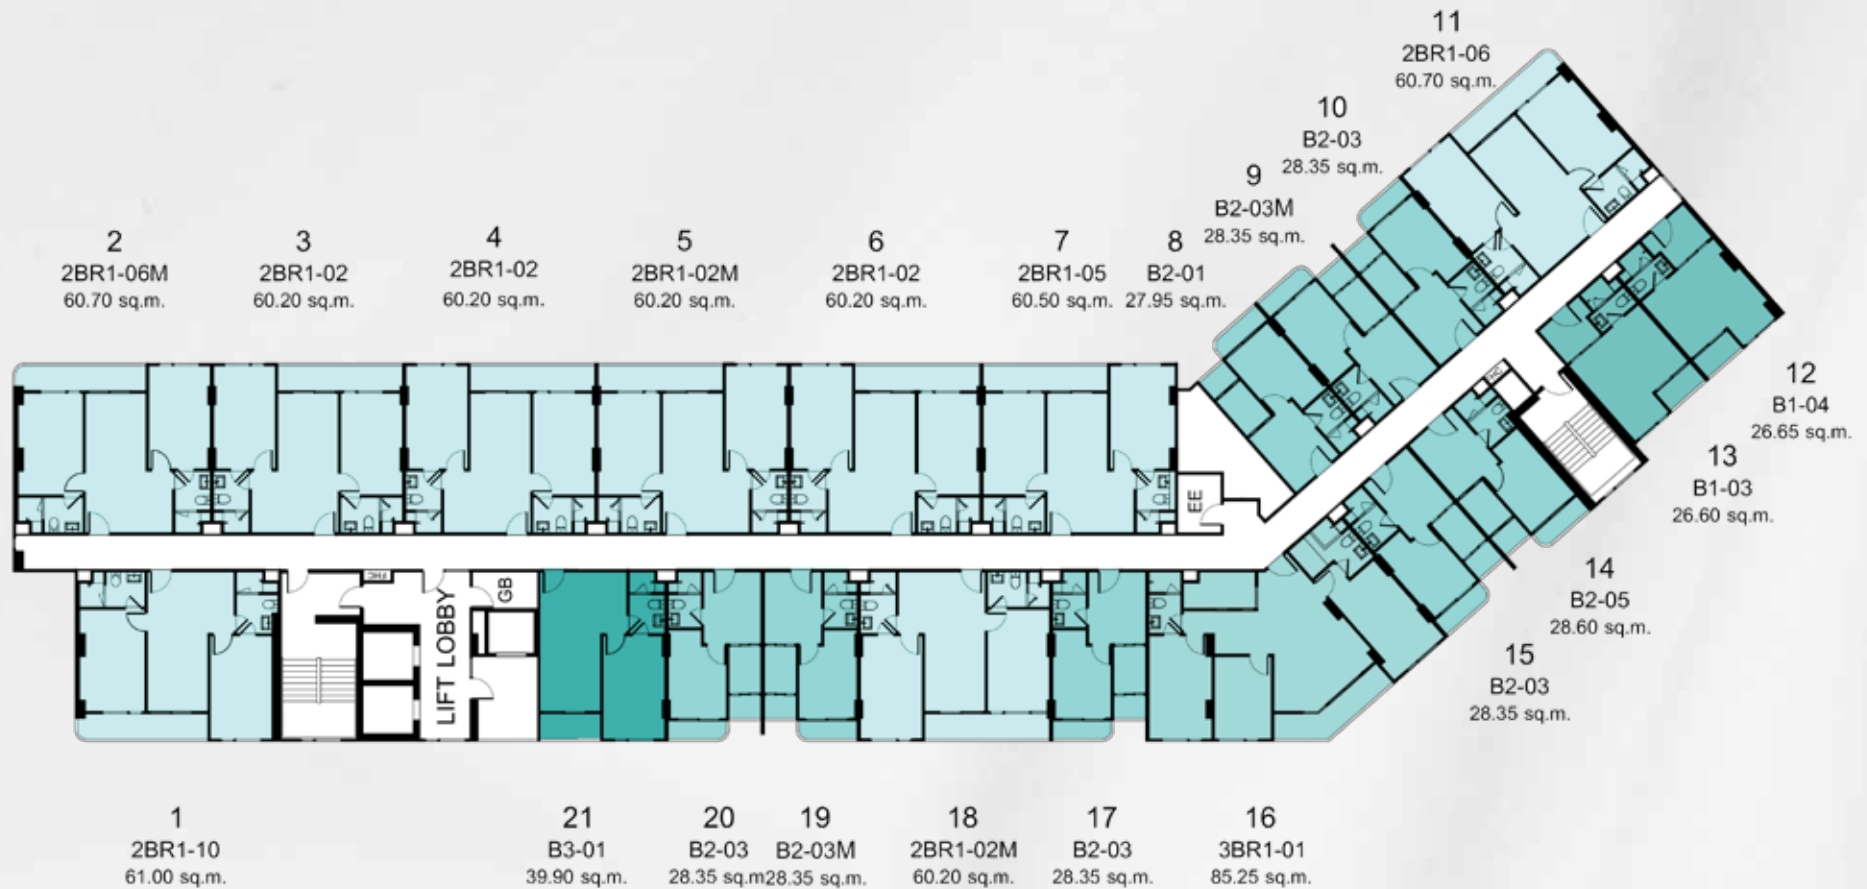 11
2BR1-06
60.70 sq.m.
10
B2-03
28.35 sq.m.
9
B2-03M
28.35 sq.m.
2
2BR1-06M
60.70 sq.m.
3
2BR1-02
60.20 sq.m.
4
2BR1-02
60.20 sq.m.
5
2BR1-02M
60.20 sq.m.
6
2BR1-02
60.20 sq.m.
7
2BR1-05
60.50 sq.m.
8
B2-01
27.95 sq.m.
12
B1-04
26.65 sq.m.
13
B1-03
26.60 sq.m.
14
B2-05
28.60 sq.m.
15
B2-03
28.35 sq.m.
EE
FHC
FHC
GB
LIFT LOBBY
1
2BR1-10
61.00 sq.m.
21
B3-01
39.90 sq.m.
20
B2-03
28.35 sq.m
19
B2-03M
28.35 sq.m.
18
2BR1-02M
60.20 sq.m.
17
B2-03
28.35 sq.m.
16
3BR1-01
85.25 sq.m.